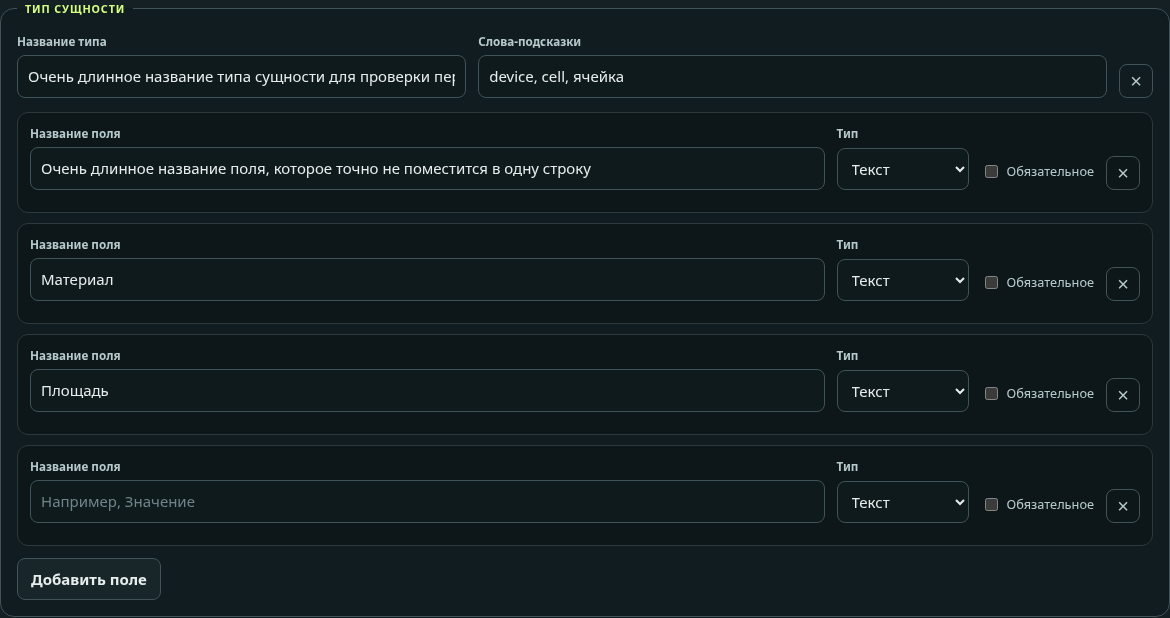 ТИП СУЩНОСТИ
Название типа Слова-подсказки
Очень длинное название типа сущности для проверки device, cell, ячейка ×
Название поля Тип
Очень длинное название поля, которое точно не поместится в одну строку Текст Обязательное ×
Название поля Тип
Материал Текст Обязательное ×
Название поля Тип
Площадь Текст Обязательное ×
Название поля Тип
Например, Значение Текст Обязательное ×
Добавить поле